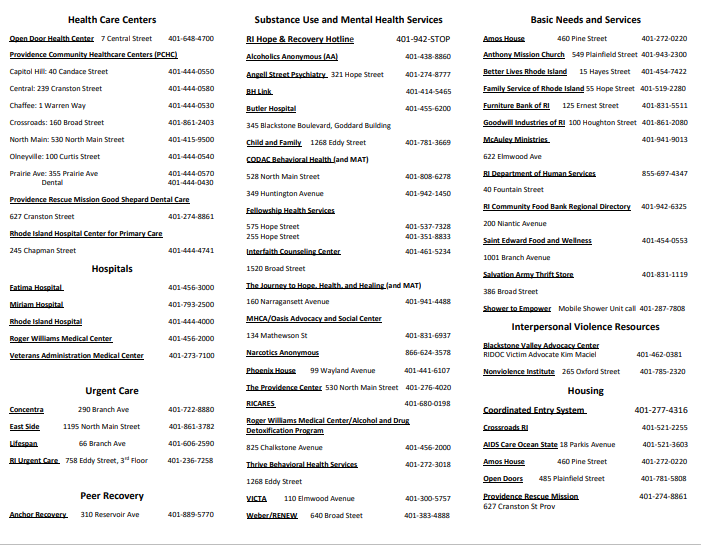 Health Care Centers
Open Door Health Center 7 Central Street 401-648-4700
Providence Community Healthcare Centers (PCHC)
Capitol Hill: 40 Candace Street 401-444-0550
Central: 239 Cranston Street 401-444-0580
Chaffee: 1 Warren Way 401-444-0530
Crossroads: 160 Broad Street 401-861-2403
North Main: 530 North Main Street 401-415-9500
Olneyville: 100 Curtis Street 401-444-0540
Prairie Ave: 355 Prairie Ave 401-444-0570
Dental 401-444-0430
Providence Rescue Mission Good Shepard Dental Care
627 Cranston Street 401-274-8861
Rhode Island Hospital Center for Primary Care
245 Chapman Street 401-444-4741
Hospitals
Fatima Hospital 401-456-3000
Miriam Hospital 401-793-2500
Rhode Island Hospital 401-444-4000
Roger Williams Medical Center 401-456-2000
Veterans Administration Medical Center 401-273-7100
Urgent Care
Concentra 290 Branch Ave 401-722-8880
East Side 1195 North Main Street 401-861-3782
Lifespan 66 Branch Ave 401-606-2590
RI Urgent Care 758 Eddy Street, 3rd Floor 401-236-7258
Peer Recovery
Anchor Recovery 310 Reservoir Ave 401-889-5770
Substance Use and Mental Health Services
RI Hope & Recovery Hotline 401-942-STOP
Alcoholics Anonymous (AA) 401-438-8860
Angell Street Psychiatry 321 Hope Street 401-274-8777
BH Link 401-414-5465
Butler Hospital 401-455-6200
345 Blackstone Boulevard, Goddard Building
Child and Family 1268 Eddy Street 401-781-3669
CODAC Behavioral Health (and MAT)
528 North Main Street 401-808-6278
349 Huntington Avenue 401-942-1450
Fellowship Health Services
575 Hope Street 401-537-7328
255 Hope Street 401-351-8833
Interfaith Counseling Center 401-461-5234
1520 Broad Street
The Journey to Hope, Health, and Healing (and MAT)
160 Narragansett Avenue 401-941-4488
MHCA/Oasis Advocacy and Social Center
134 Mathewson St 401-831-6937
Narcotics Anonymous 866-624-3578
Phoenix House 99 Wayland Avenue 401-441-6107
The Providence Center 530 North Main Street 401-276-4020
RICARES 401-680-0198
Roger Williams Medical Center/Alcohol and Drug
Detoxification Program
825 Chalkstone Avenue 401-456-2000
Thrive Behavioral Health Services 401-272-3018
1268 Eddy Street
VICTA 110 Elmwood Avenue 401-300-5757
Weber/RENEW 640 Broad Steet 401-383-4888
Basic Needs and Services
Amos House 460 Pine Street 401-272-0220
Anthony Mission Church 549 Plainfield Street 401-943-2300
Better Lives Rhode Island 15 Hayes Street 401-454-7422
Family Service of Rhode Island 55 Hope Street 401-519-2280
Furniture Bank of RI 125 Ernest Street 401-831-5511
Goodwill Industries of RI 100 Houghton Street 401-861-2080
McAuley Ministries 401-941-9013
622 Elmwood Ave
RI Department of Human Services 855-697-4347
40 Fountain Street
RI Community Food Bank Regional Directory 401-942-6325
200 Niantic Avenue
Saint Edward Food and Wellness 401-454-0553
1001 Branch Avenue
Salvation Army Thrift Store 401-831-1119
386 Broad Street
Shower to Empower Mobile Shower Unit call 401-287-7808
Interpersonal Violence Resources
Blackstone Valley Advocacy Center
RIDOC Victim Advocate Kim Maciel 401-462-0381
Nonviolence Institute 265 Oxford Street 401-785-2320
Housing
Coordinated Entry System 401-277-4316
Crossroads RI 401-521-2255
AIDS Care Ocean State 18 Parkis Avenue 401-521-3603
Amos House 460 Pine Street 401-272-0220
Open Doors 485 Plainfield Street 401-781-5808
Providence Rescue Mission 401-274-8861
627 Cranston St Prov